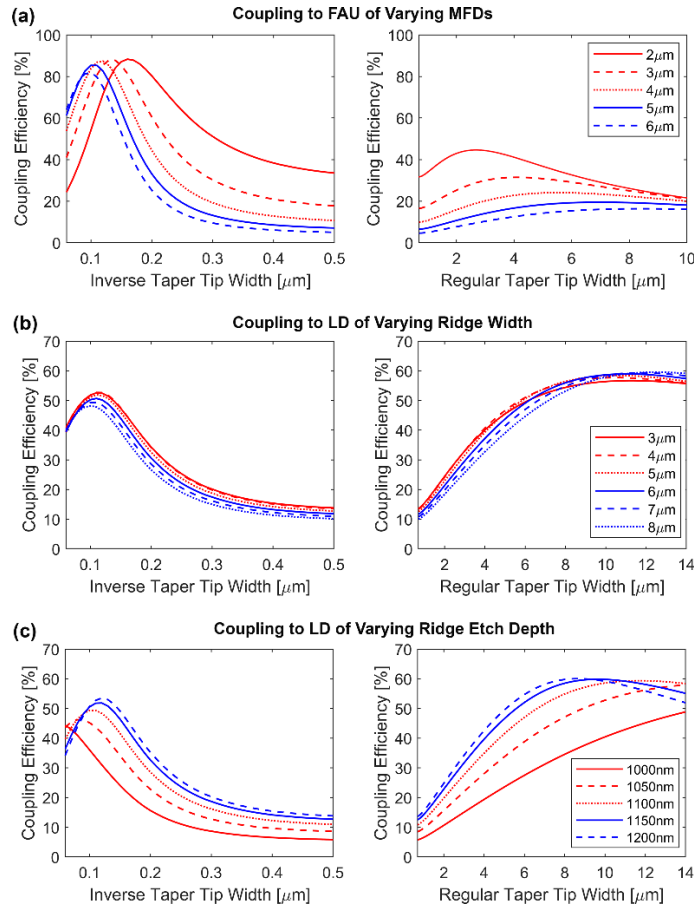 (a)
Coupling to FAU of Varying MFDs
Coupling Efficiency [%]
100
80
60
40
20
0
0.1
0.2
0.3
0.4
0.5
Inverse Taper Tip Width [μm]
Coupling Efficiency [%]
100
80
60
40
20
0
2
4
6
8
10
Regular Taper Tip Width [μm]
2μm
3μm
4μm
5μm
6μm
(b)
Coupling to LD of Varying Ridge Width
Coupling Efficiency [%]
70
60
50
40
30
20
10
0
0.1
0.2
0.3
0.4
0.5
Inverse Taper Tip Width [μm]
Coupling Efficiency [%]
70
60
50
40
30
20
10
0
2
4
6
8
10
12
14
Regular Taper Tip Width [μm]
3μm
4μm
5μm
6μm
7μm
8μm
(c)
Coupling to LD of Varying Ridge Etch Depth
Coupling Efficiency [%]
70
60
50
40
30
20
10
0
0.1
0.2
0.3
0.4
0.5
Inverse Taper Tip Width [μm]
Coupling Efficiency [%]
70
60
50
40
30
20
10
0
2
4
6
8
10
12
14
Regular Taper Tip Width [μm]
1000nm
1050nm
1100nm
1150nm
1200nm